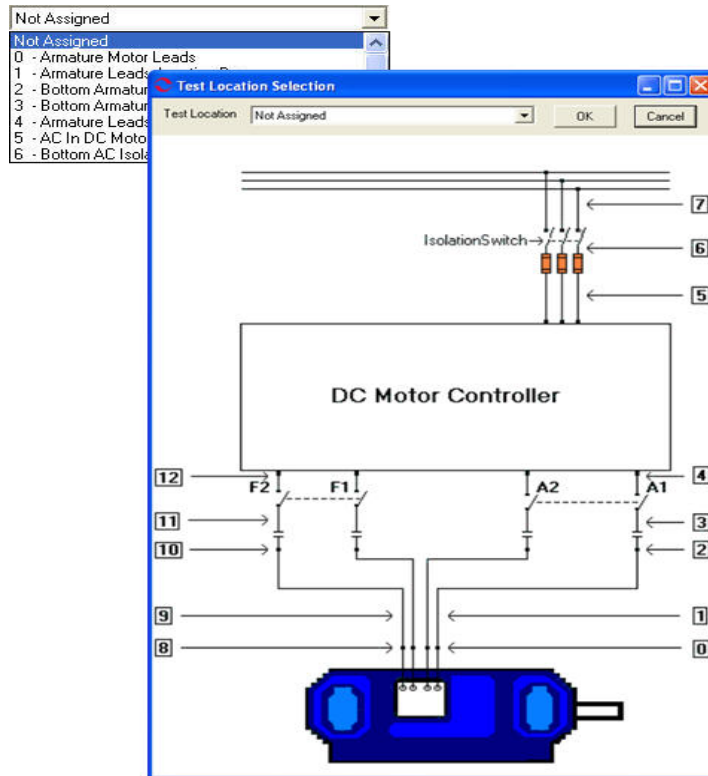 Not Assigned
Not Assigned
0 - Armature Motor Leads
1 - Armature Leads
2 - Bottom Armatur
3 - Bottom Armatur
4 - Armature Leads
5 - AC In DC Moto
6 - Bottom AC Isola
Test Location Selection
Test Location Not Assigned OK Cancel
7
IsolationSwitch
6
5
DC Motor Controller
12 4
F2 F1 A2 A1
11 3
10 2
9 1
8 0